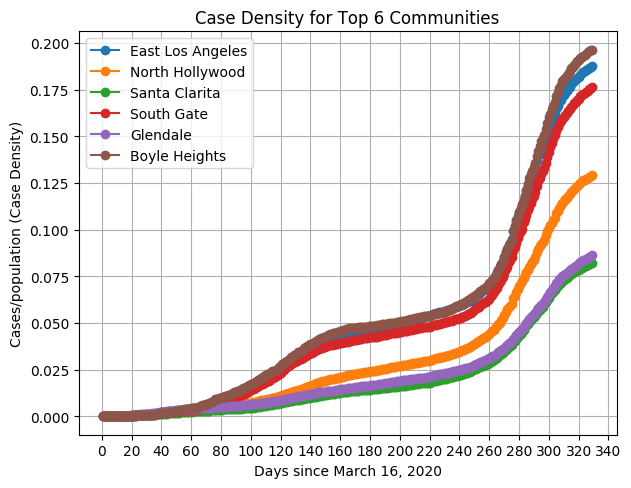 Case Density for Top 6 Communities
East Los Angeles
North Hollywood
Santa Clarita
South Gate
Glendale
Boyle Heights
Cases/population (Case Density)
0.200
0.175
0.150
0.125
0.100
0.075
0.050
0.025
0.000
0 20 40 60 80 100 120 140 160 180 200 220 240 260 280 300 320 340
Days since March 16, 2020